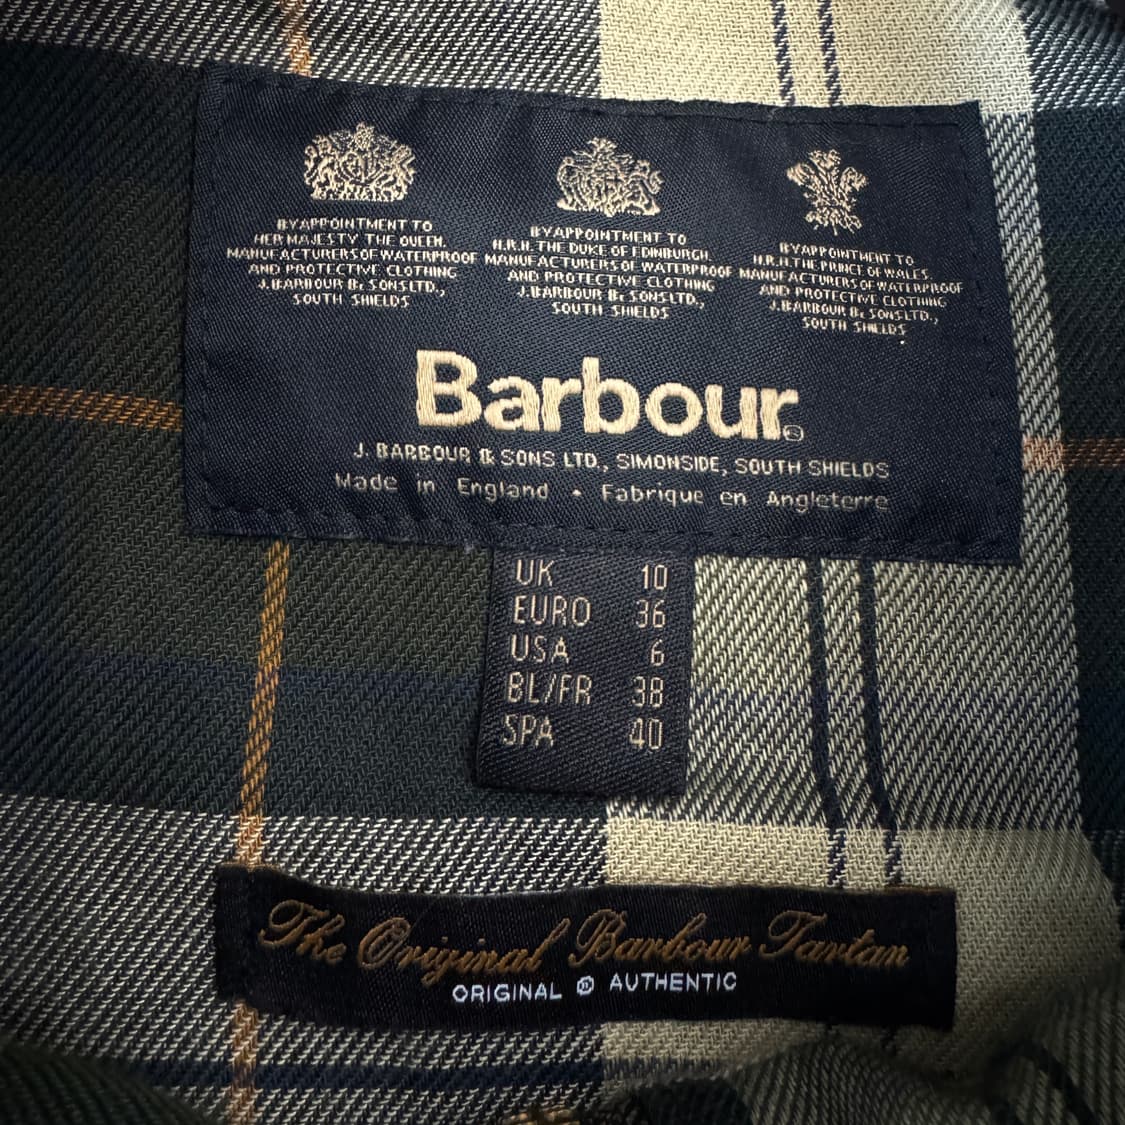 BY APPOINTMENT TO
HER MAJESTY THE QUEEN,
MANUFACTURERS OF WATERPROOF
AND PROTECTIVE CLOTHING
J. BARBOUR & SONS LTD.,
SOUTH SHIELDS
BY APPOINTMENT TO
H.R.H. THE DUKE OF EDINBURGH,
MANUFACTURERS OF WATERPROOF
AND PROTECTIVE CLOTHING
J. BARBOUR & SONS LTD.,
SOUTH SHIELDS
BY APPOINTMENT TO
H.R.H. THE PRINCE OF WALES,
MANUFACTURERS OF WATERPROOF
AND PROTECTIVE CLOTHING
J. BARBOUR & SONS LTD.,
SOUTH SHIELDS
Barbour®
J. BARBOUR & SONS LTD., SIMONSIDE, SOUTH SHIELDS
Made in England • Fabrique en Angleterre
UK 10
EURO 36
USA 6
BL/FR 38
SPA 40
The Original Barbour Tartan
ORIGINAL AUTHENTIC